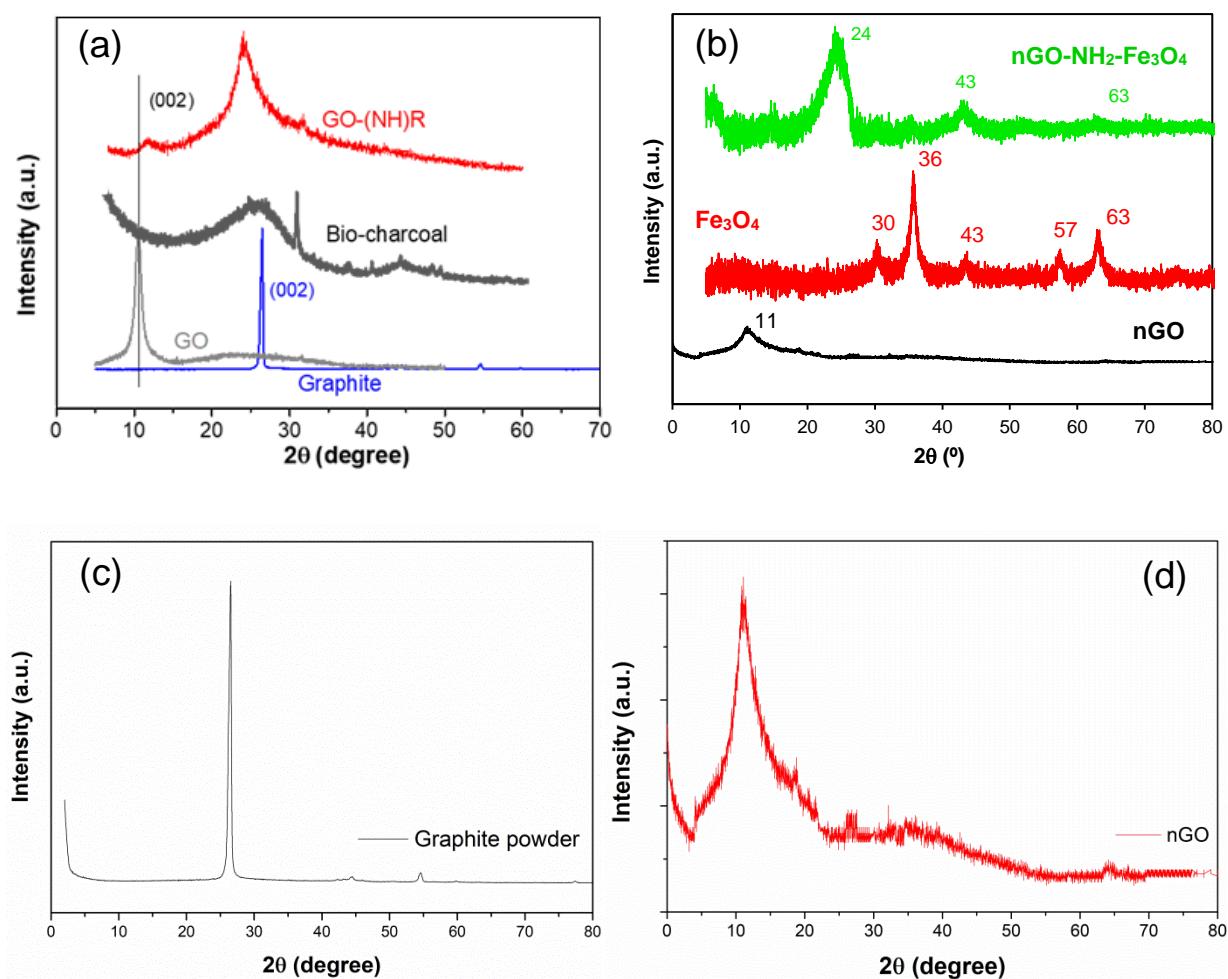 (a)
(002)
GO-(NH)R
Bio-charcoal
(002)
GO
Graphite
Intensity (a.u.)
0 10 20 30 40 50 60 70
2θ (degree)
(b)
24
nGO-NH₂-Fe₃O₄
43
63
36
Fe₃O₄
30
43
57
63
nGO
11
Intensity (a.u.)
0 10 20 30 40 50 60 70 80
2θ (º)
(c)
Graphite powder
Intensity (a.u.)
0 10 20 30 40 50 60 70 80
2θ (degree)
(d)
nGO
Intensity (a.u.)
0 10 20 30 40 50 60 70 80
2θ (degree)